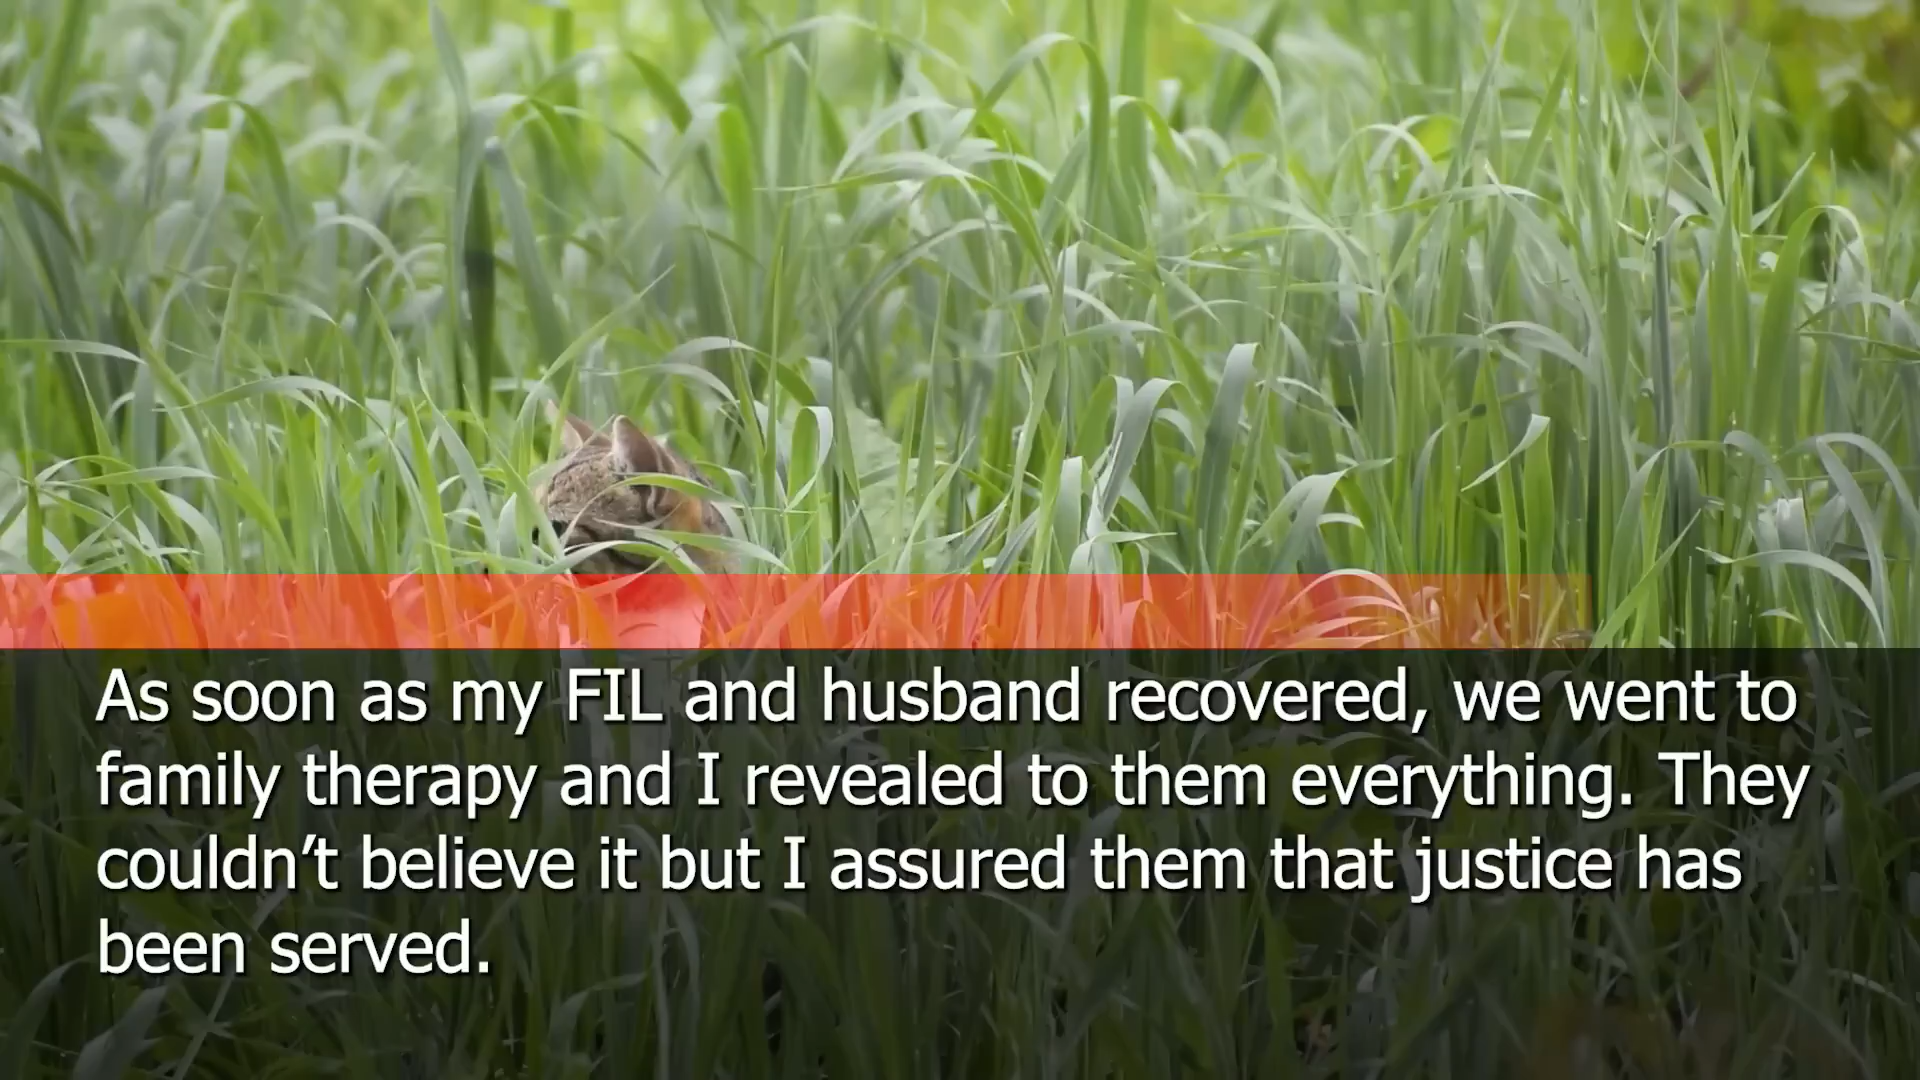 As soon as my FIL and husband recovered, we went to
family therapy and I revealed to them everything. They
couldn’t believe it but I assured them that justice has
been served.